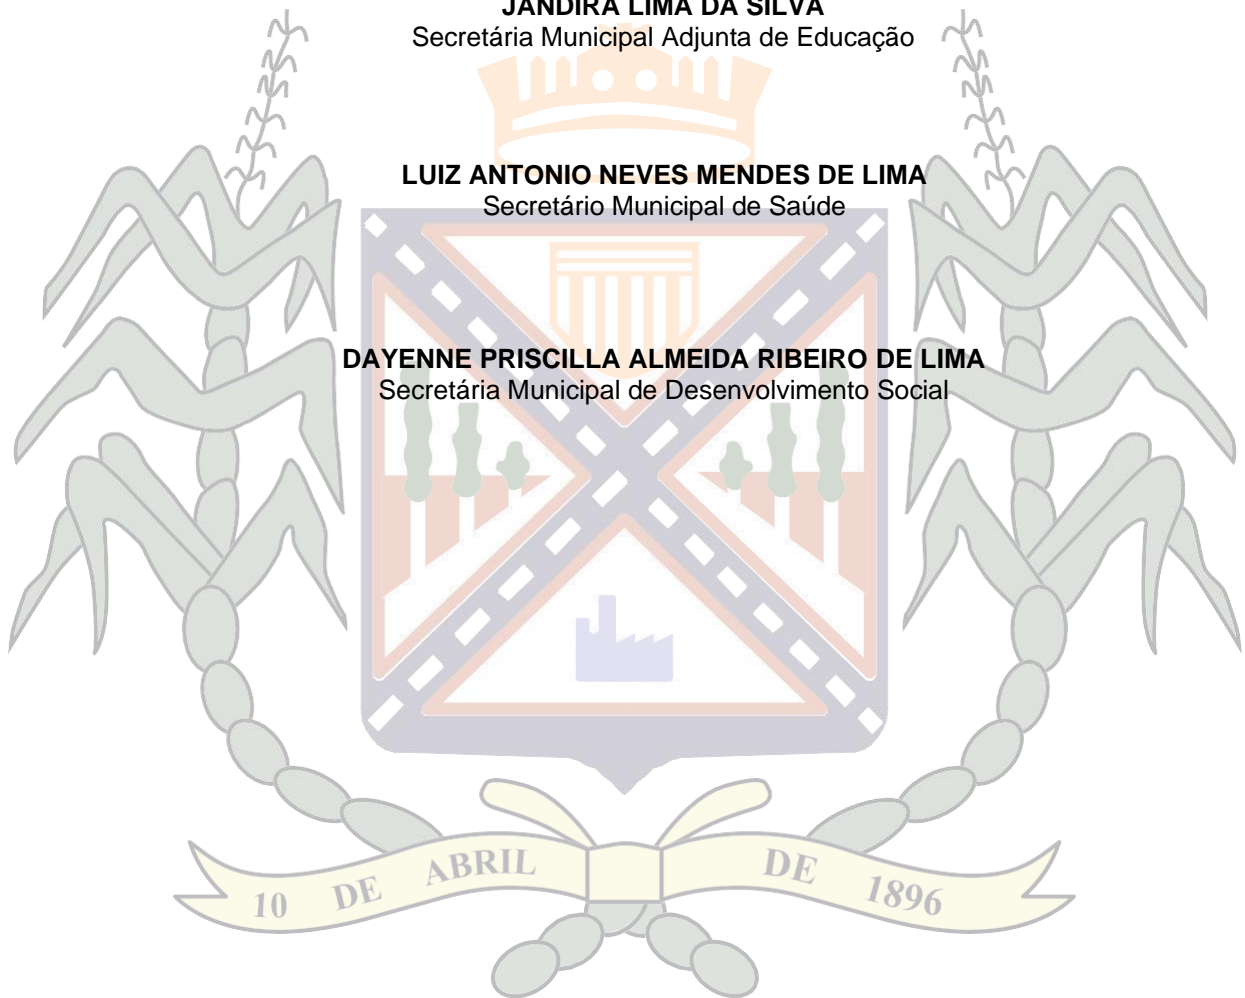 JANDIRA LIMA DA SILVA
Secretária Municipal Adjunta de Educação
LUIZ ANTONIO NEVES MENDES DE LIMA
Secretário Municipal de Saúde
DAYENNE PRISCILLA ALMEIDA RIBEIRO DE LIMA
Secretária Municipal de Desenvolvimento Social
10 DE ABRIL DE 1896